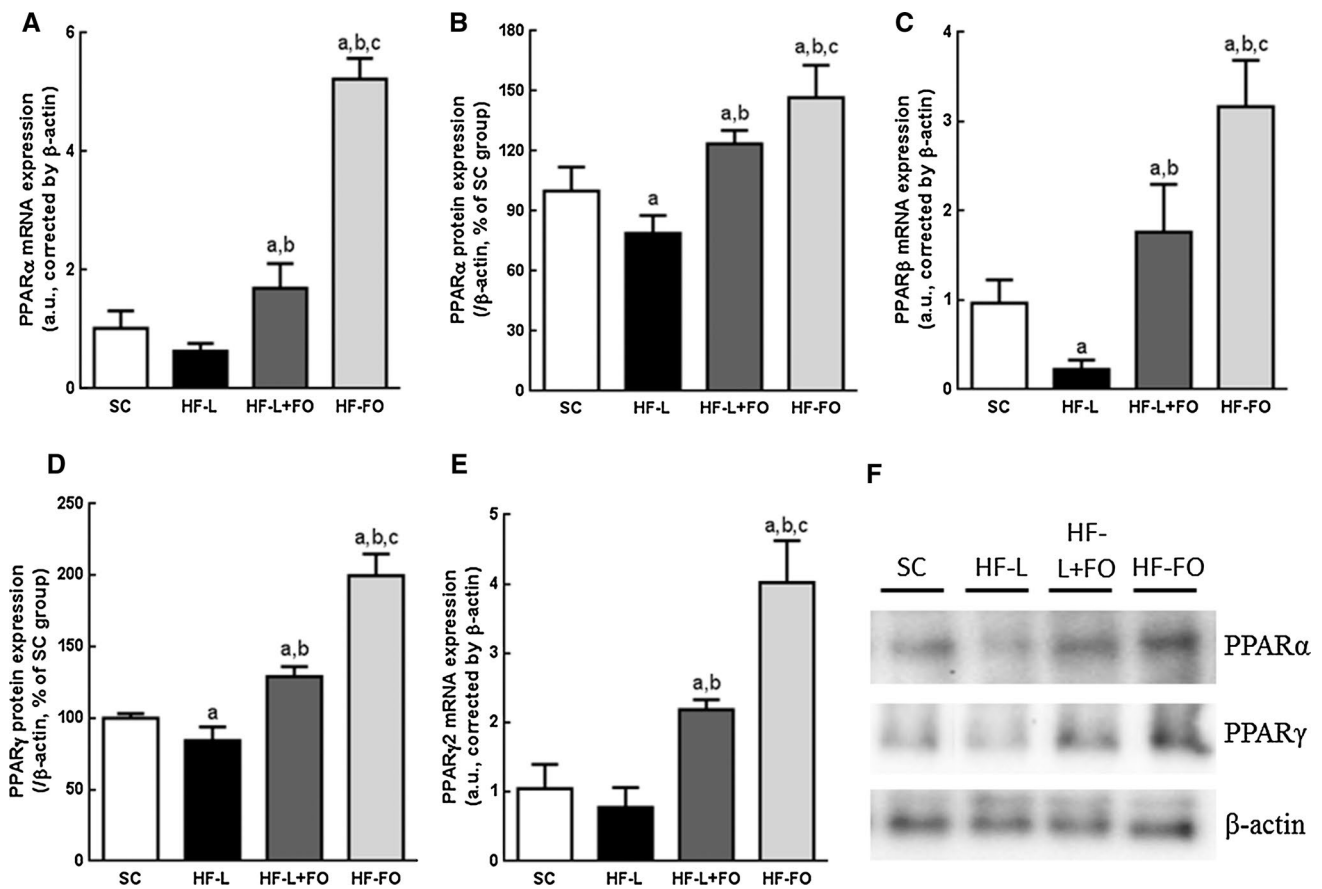 A
PPARα mRNA expression
(a.u., corrected by β-actin)
6
4
2
0
a,b
a,b,c
SC HF-L HF-L+FO HF-FO
B
PPARα protein expression
(/β-actin, % of SC group)
180
150
120
90
60
30
0
a
a,b
a,b,c
SC HF-L HF-L+FO HF-FO
C
PPARβ mRNA expression
(a.u., corrected by β-actin)
4
3
2
1
0
a
a,b
a,b,c
SC HF-L HF-L+FO HF-FO
D
PPARγ protein expression
(/β-actin, % of SC group)
250
200
150
100
50
0
a
a,b
a,b,c
SC HF-L HF-L+FO HF-FO
E
PPARγ2 mRNA expression
(a.u., corrected by β-actin)
5
4
3
2
1
0
a,b
a,b,c
SC HF-L HF-L+FO HF-FO
F
SC HF-L HF-
L+FO HF-FO
PPARα
PPARγ
β-actin